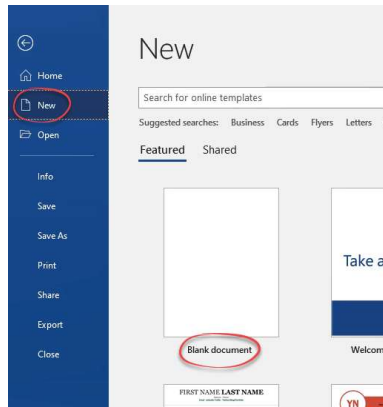 New
Home
New
Open
Info
Save
Save As
Print
Share
Export
Close
Search for online templates
Suggested searches: Business Cards Flyers Letters
Featured Shared
Take a
Blank document
Welcom
FIRST NAME LAST NAME
YN